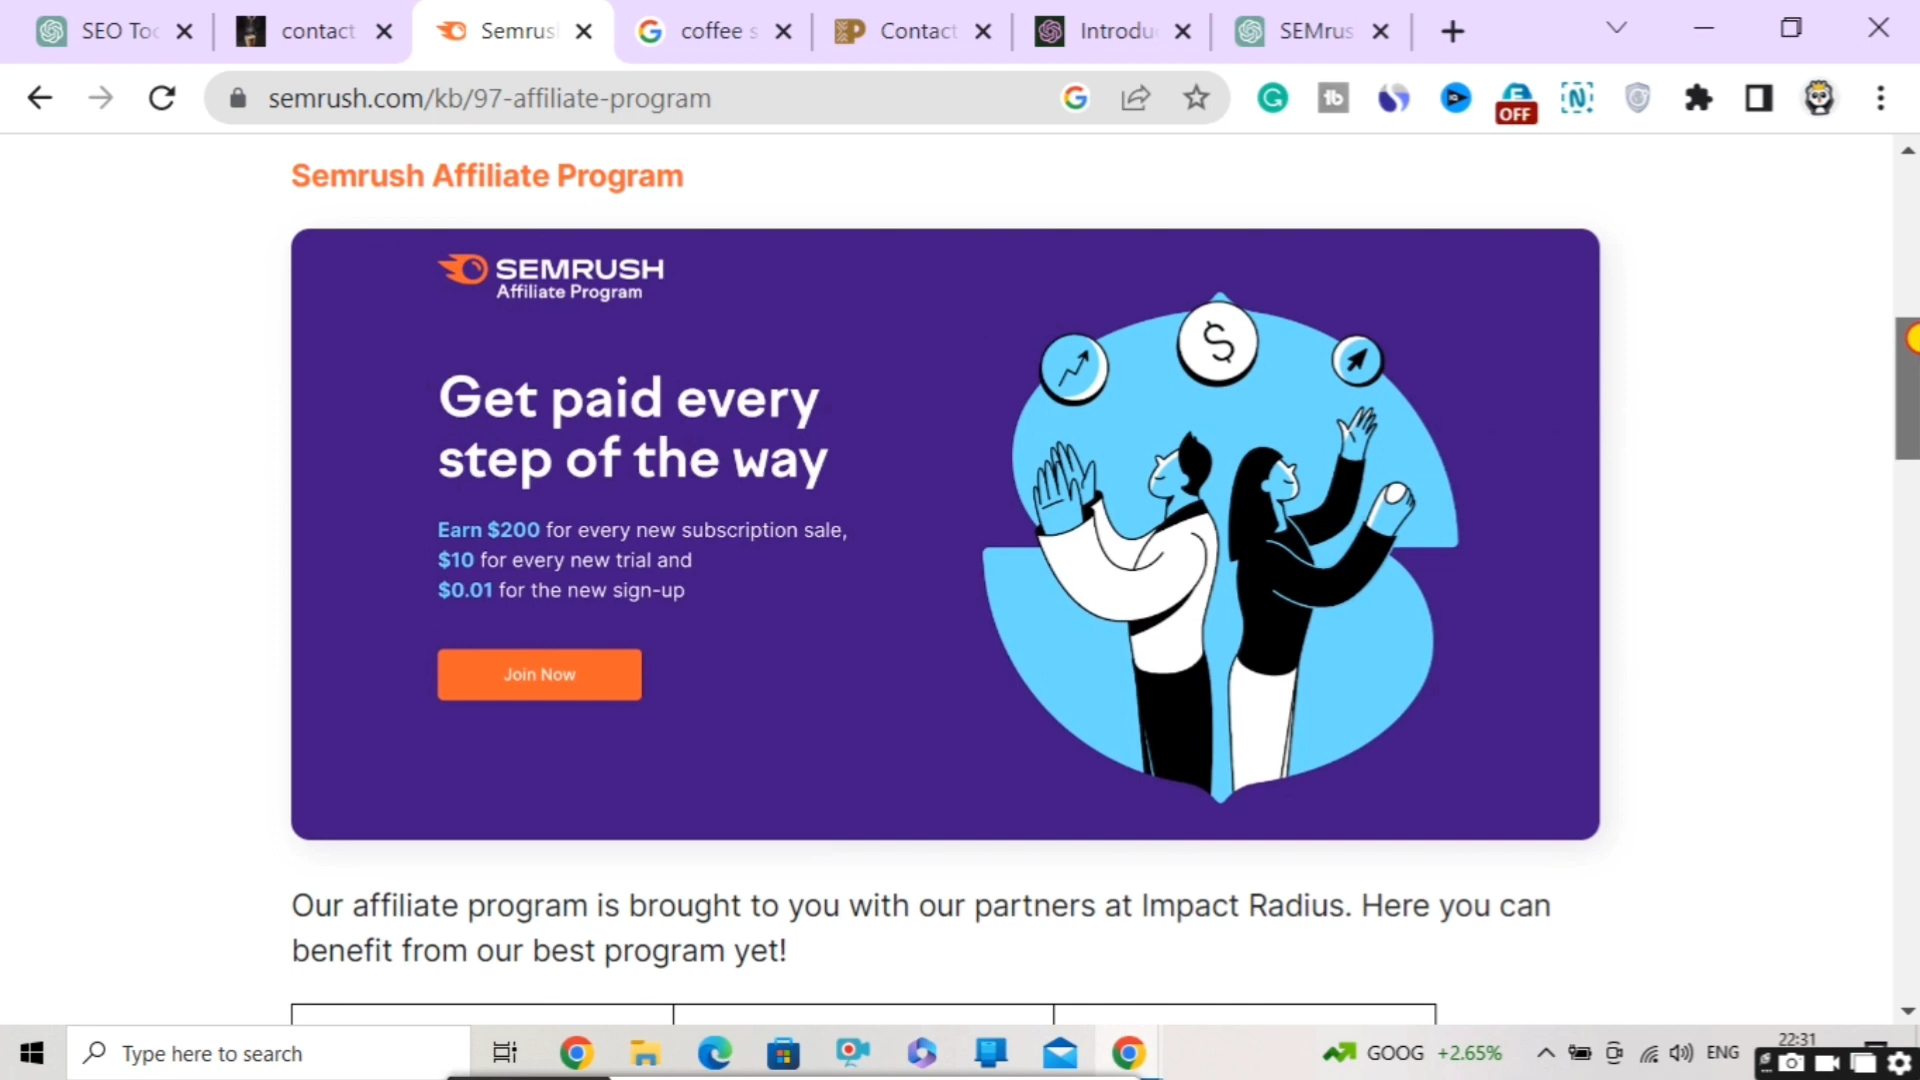 SEO Too
contact
Semrus
coffee s
Contact
Introdu
SEMrus
semrush.com/kb/97-affiliate-program
OFF
Semrush Affiliate Program
SEMRUSH
Affiliate Program
Get paid every
step of the way
Earn $200 for every new subscription sale,
$10 for every new trial and
$0.01 for the new sign-up
Join Now
Our affiliate program is brought to you with our partners at Impact Radius. Here you can
benefit from our best program yet!
Type here to search
GOOG +2.65%
ENG
22:31